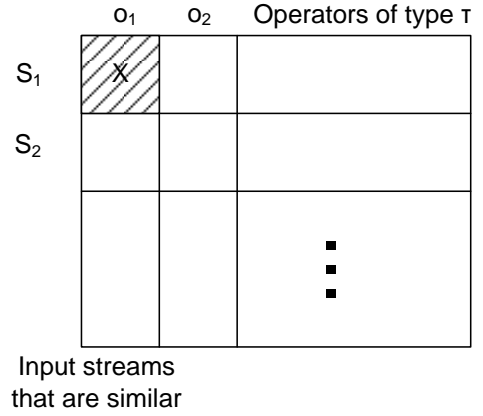 o₁ o₂ Operators of type τ
S₁ X
S₂
Input streams
that are similar